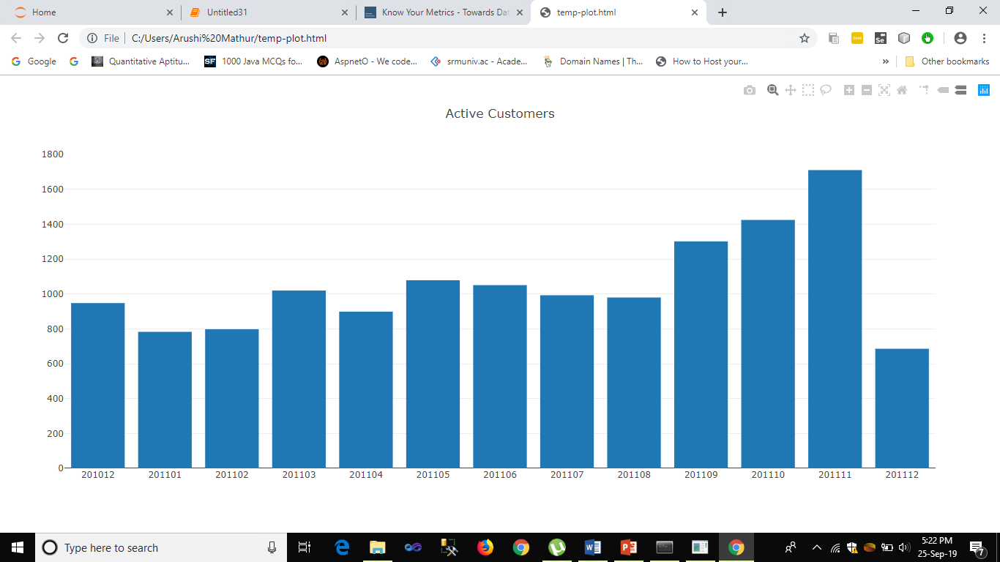 Home
Untitled31
Know Your Metrics - Towards Dat
temp-plot.html
File
C:/Users/Arushi%20Mathur/temp-plot.html
Google
Quantitative Aptitu...
SF
1000 Java MCQs fo...
AspnetO - We code...
srmuniv.ac - Acade...
Domain Names | Th...
How to Host your...
»
Other bookmarks
Active Customers
1800
1600
1400
1200
1000
800
600
400
200
0
201012 201101 201102 201103 201104 201105 201106 201107 201108 201109 201110 201111 201112
Type here to search
5:22 PM
25-Sep-19
7